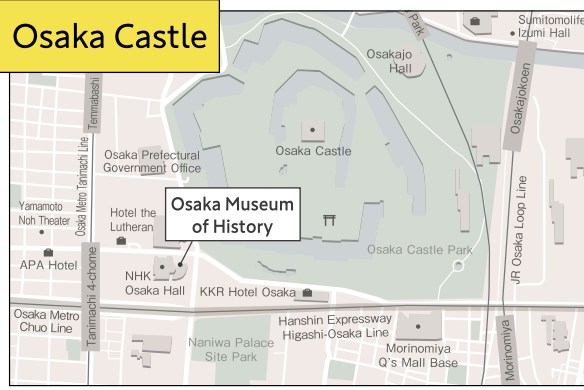 Osaka Castle
Park
Sumitomolife
Izumi Hall
Osakajo
Hall
Osakajokoen
Temmabashi
Osaka Castle
Osaka Prefectural
Government Office
Osaka Metro Tanimachi Line
Yamamoto
Noh Theater
Hotel the
Lutheran
Osaka Museum
of History
JR Osaka Loop Line
Osaka Castle Park
APA Hotel
NHK
Osaka Hall
KKR Hotel Osaka
Tanimachi 4-chome
Osaka Metro
Chuo Line
Hanshin Expressway
Higashi-Osaka Line
Naniwa Palace
Site Park
Morinomiya
Q's Mall Base
Morinomiya